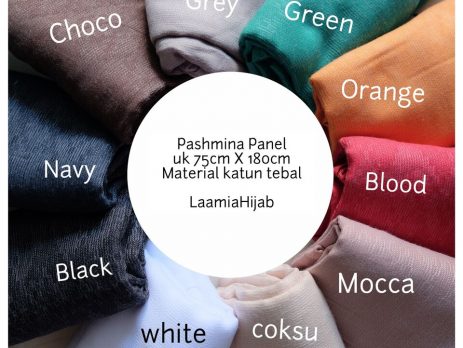 Grey
Choco
Green
Orange
Pashmina Panel
uk 75cm X 180cm
Material katun tebal
LaamiaHijab
Navy
Blood
Black
Mocca
white
coksu